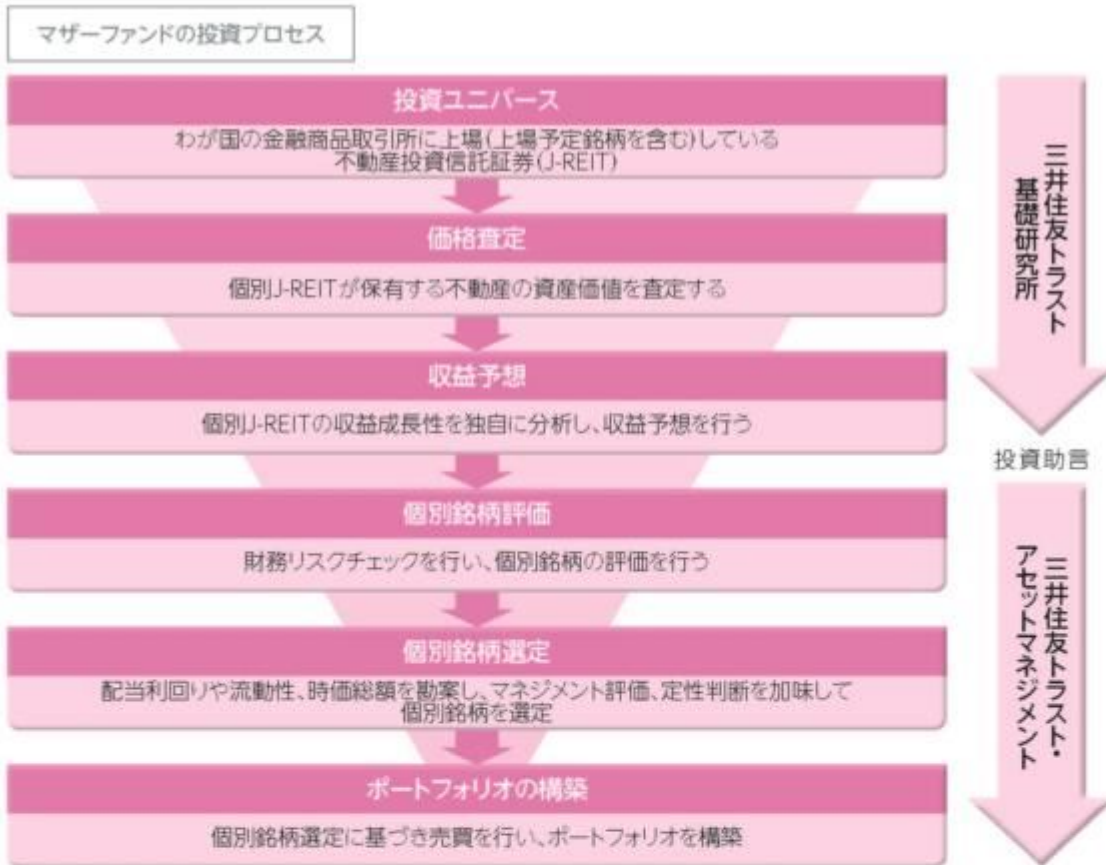 マザーファンドの投資プロセス
投資ユニバース
わが国の金融商品取引所に上場(上場予定銘柄を含む)している
不動産投資信託証券(J-REIT)
価格査定
個別J-REITが保有する不動産の資産価値を査定する
収益予想
個別J-REITの収益成長性を独自に分析し、収益予想を行う
個別銘柄評価
財務リスクチェックを行い、個別銘柄の評価を行う
個別銘柄選定
配当利回りや流動性、時価総額を勘案し、マネジメント評価、定性判断を加味して
個別銘柄を選定
ポートフォリオの構築
個別銘柄選定に基づき売買を行い、ポートフォリオを構築
三井住友トラスト
基礎研究所
投資助言
三井住友トラスト・
アセットマネジメント